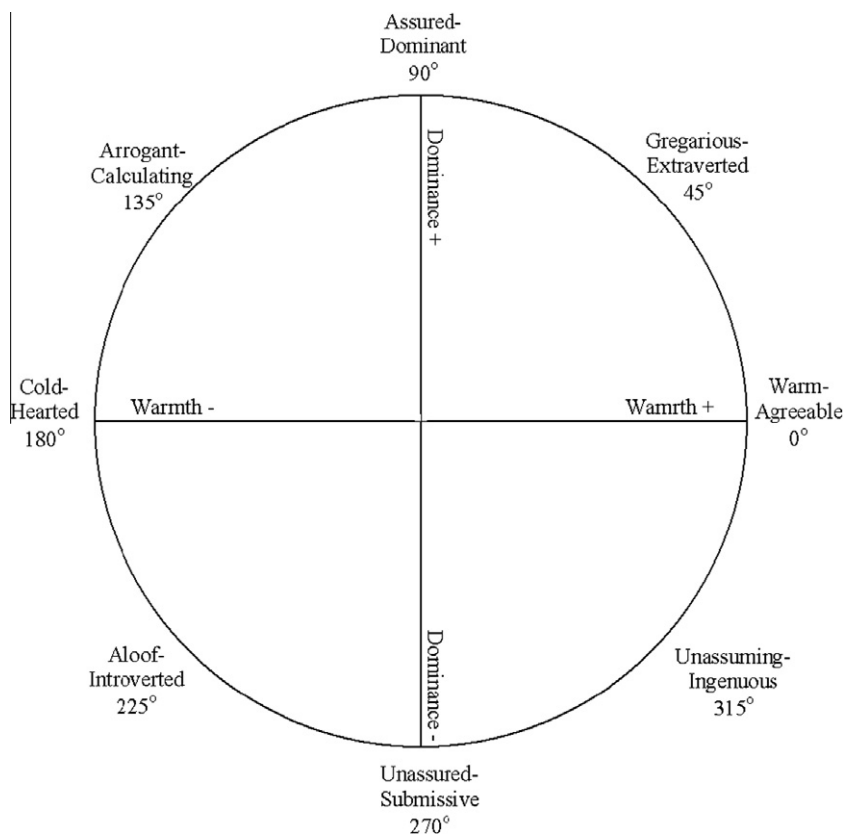 Assured-
Dominant
90°
Gregarious-
Extraverted
45°
Arrogant-
Calculating
135°
Dominance +
Cold-
Hearted
180°
Warmth -
Wamrth +
Warm-
Agreeable
0°
Aloof-
Introverted
225°
Dominance -
Unassuming-
Ingenuous
315°
Unassured-
Submissive
270°